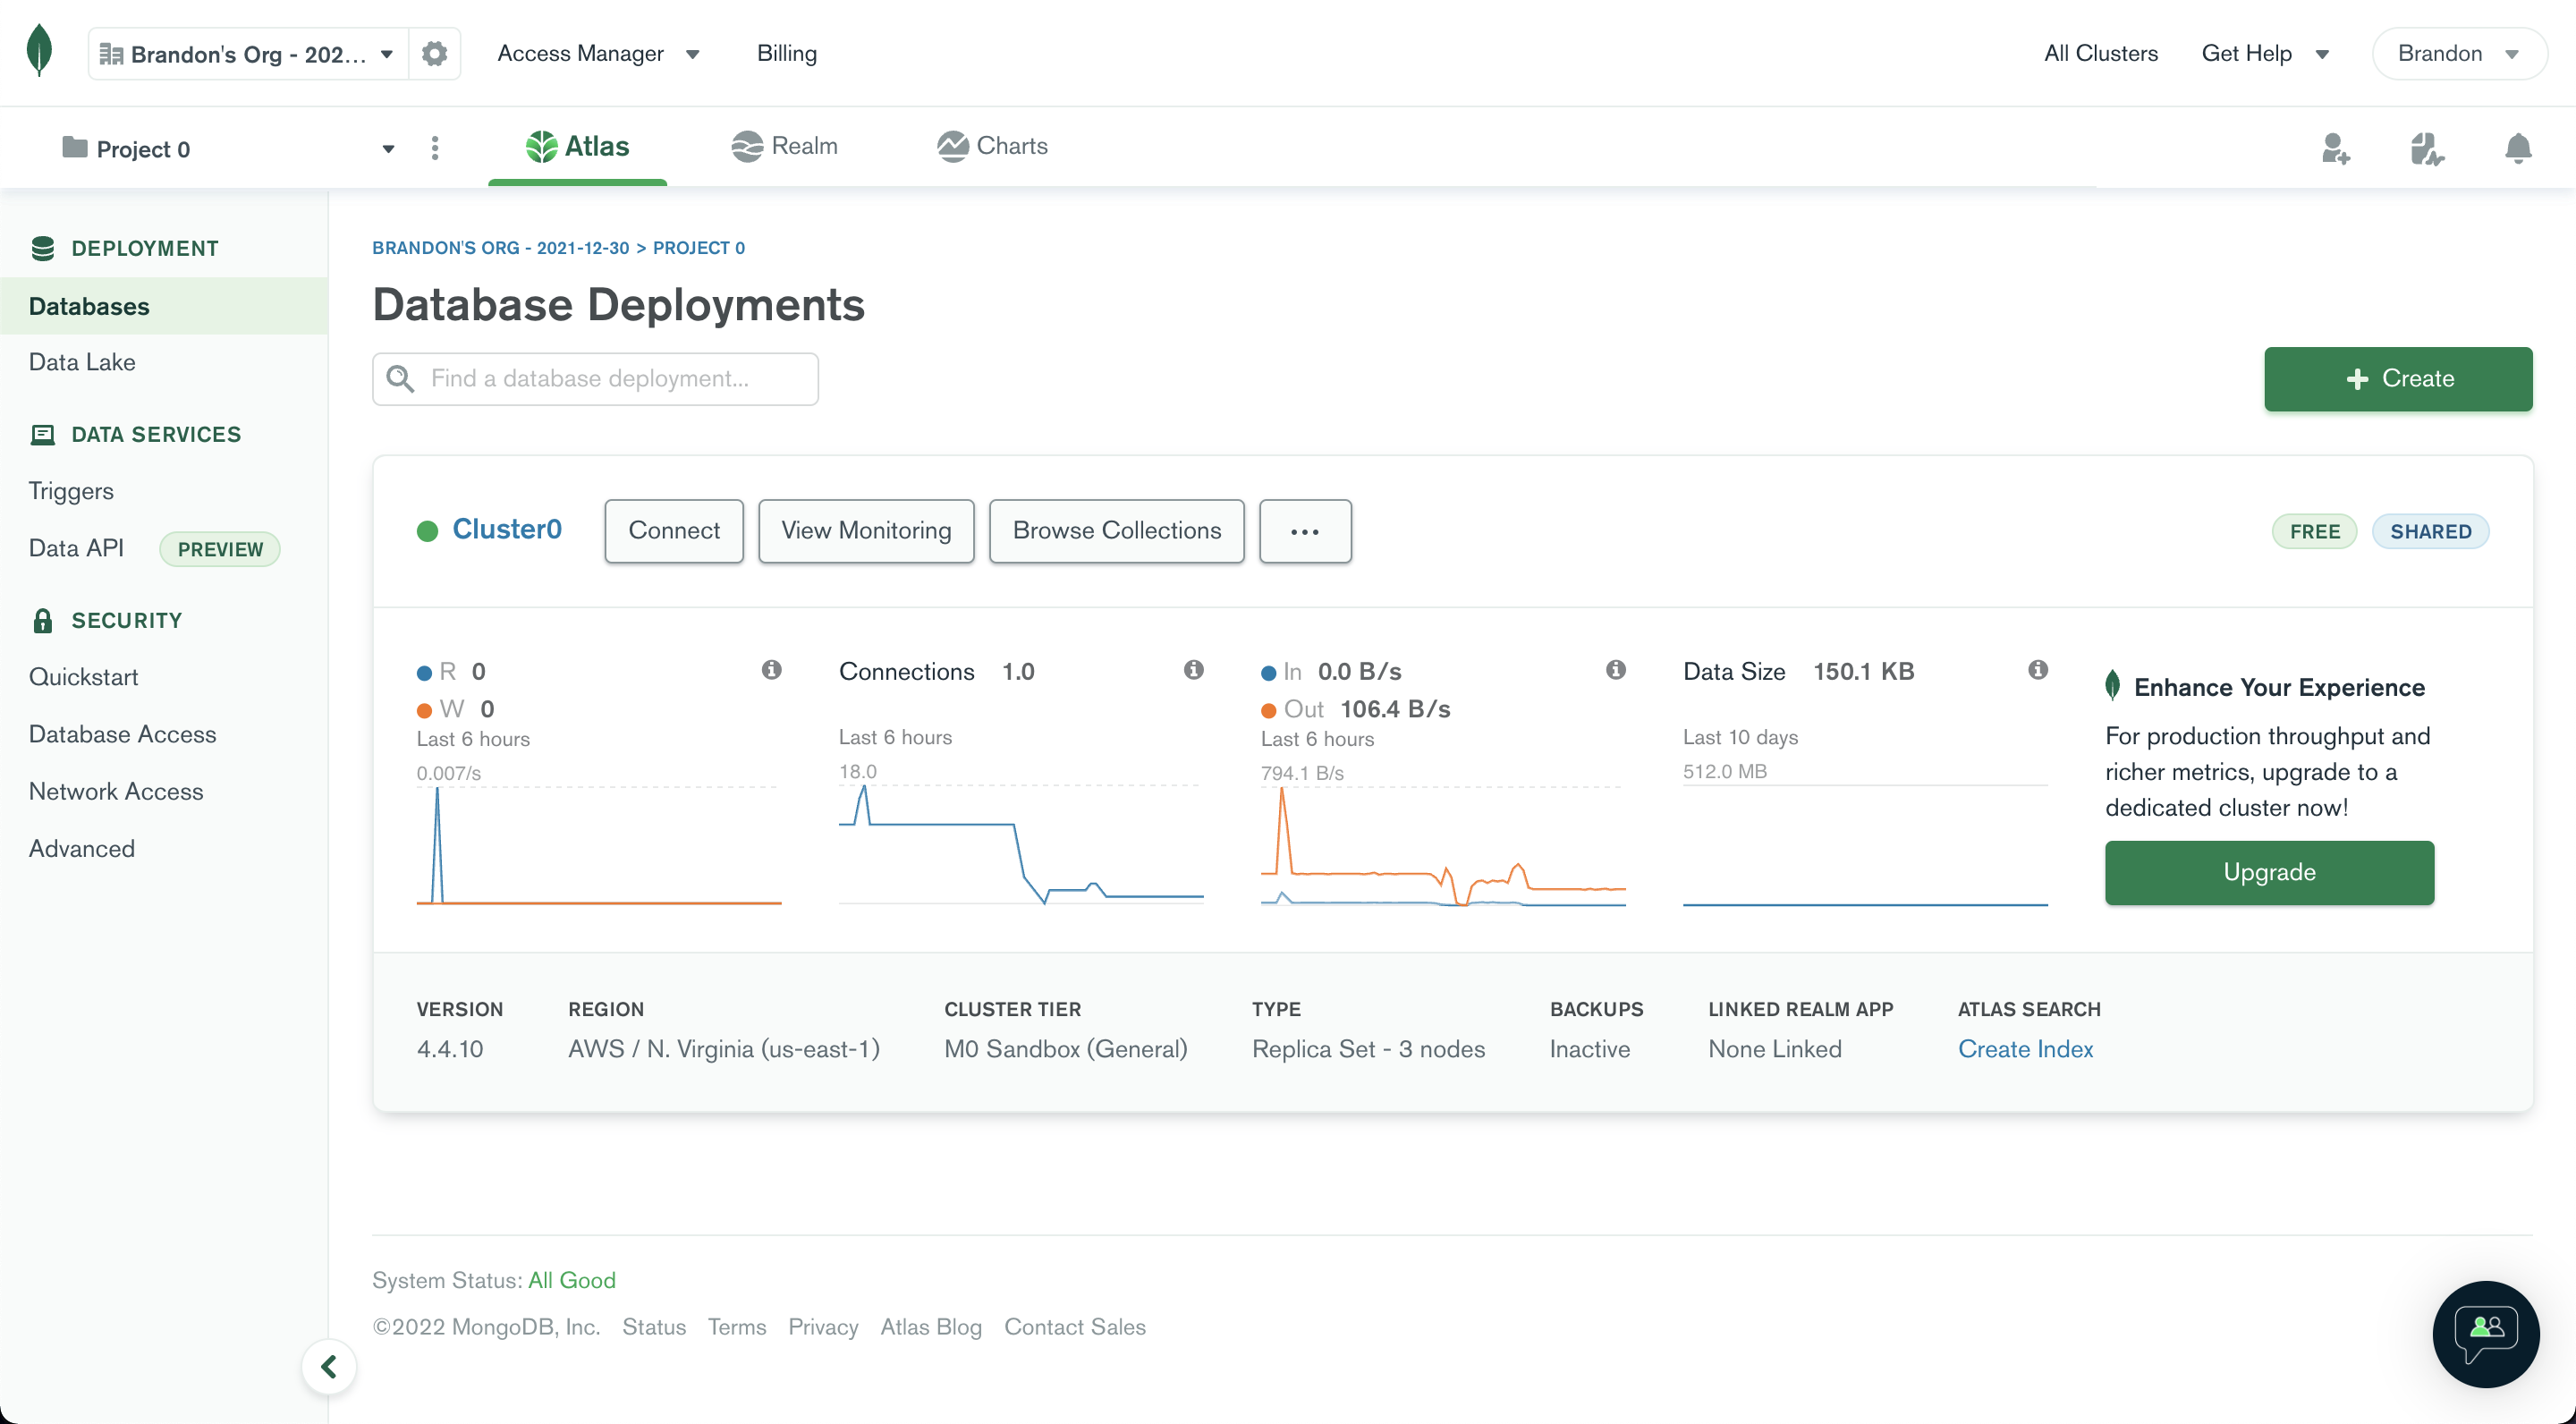 Brandon's Org - 202...
Access Manager
Billing
All Clusters
Get Help
Brandon
Project 0
Atlas
Realm
Charts
DEPLOYMENT
Databases
Data Lake
DATA SERVICES
Triggers
Data API PREVIEW
SECURITY
Quickstart
Database Access
Network Access
Advanced
BRANDON'S ORG - 2021-12-30 > PROJECT 0
Database Deployments
Find a database deployment...
+ Create
Cluster0
Connect
View Monitoring
Browse Collections
...
FREE
SHARED
R 0
W 0
Last 6 hours
0.007/s
Connections 1.0
Last 6 hours
18.0
In 0.0 B/s
Out 106.4 B/s
Last 6 hours
794.1 B/s
Data Size 150.1 KB
Last 10 days
512.0 MB
Enhance Your Experience
For production throughput and
richer metrics, upgrade to a
dedicated cluster now!
Upgrade
VERSION
4.4.10
REGION
AWS / N. Virginia (us-east-1)
CLUSTER TIER
M0 Sandbox (General)
TYPE
Replica Set - 3 nodes
BACKUPS
Inactive
LINKED REALM APP
None Linked
ATLAS SEARCH
Create Index
System Status: All Good
©2022 MongoDB, Inc. Status Terms Privacy Atlas Blog Contact Sales